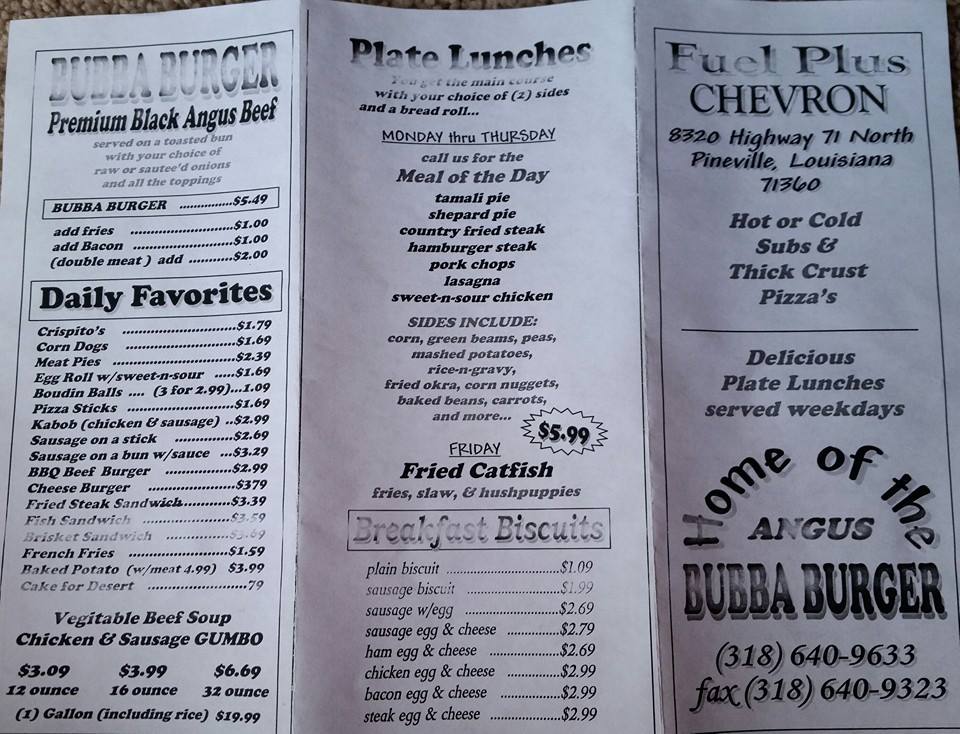 BUBBA BURGER
Premium Black Angus Beef
served on a toasted bun
with your choice of
raw or sautee'd onions
and all the toppings
BUBBA BURGER ...............$5.49
add fries ..........................$1.00
add Bacon .........................$1.00
(double meat ) add ...........$2.00
Daily Favorites
Crispito's .............................$1.79
Corn Dogs ............................$1.69
Meat Pies ...............................$2.39
Egg Roll w/sweet-n-sour .....$1.69
Boudin Balls .... (3 for 2.99)...1.09
Pizza Sticks ...........................$1.69
Kabob (chicken & sausage) ..$2.99
Sausage on a stick ...............$2.69
Sausage on a bun w/sauce ...$3.29
BBQ Beef Burger .................$2.99
Cheese Burger ......................$379
Fried Steak Sandwich............$3.39
Fish Sandwich ......................$3.59
Brisket Sandwich ................$3.69
French Fries .........................$1.59
Baked Potato (w/meat 4.99) $3.99
Cake for Desert .........................79
Vegitable Beef Soup
Chicken & Sausage GUMBO
$3.09 $3.99 $6.69
12 ounce 16 ounce 32 ounce
(1) Gallon (including rice) $19.99
Plate Lunches
You get the main course
with your choice of (2) sides
and a bread roll...
MONDAY thru THURSDAY
call us for the
Meal of the Day
tamali pie
shepard pie
country fried steak
hamburger steak
pork chops
lasagna
sweet-n-sour chicken
SIDES INCLUDE:
corn, green beams, peas,
mashed potatoes,
rice-n-gravy,
fried okra, corn nuggets,
baked beans, carrots,
and more...
$5.99
FRIDAY
Fried Catfish
fries, slaw, & hushpuppies
Breakfast Biscuits
plain biscuit ............................$1.09
sausage biscuit .......................$1.99
sausage w/egg .......................$2.69
sausage egg & cheese .............$2.79
ham egg & cheese ..................$2.69
chicken egg & cheese .............$2.99
bacon egg & cheese ...............$2.99
steak egg & cheese .................$2.99
Fuel Plus
CHEVRON
8320 Highway 71 North
Pineville, Louisiana
71360
Hot or Cold
Subs &
Thick Crust
Pizza's
Delicious
Plate Lunches
served weekdays
Home of the
ANGUS
BUBBA BURGER
(318) 640-9633
fax (318) 640-9323